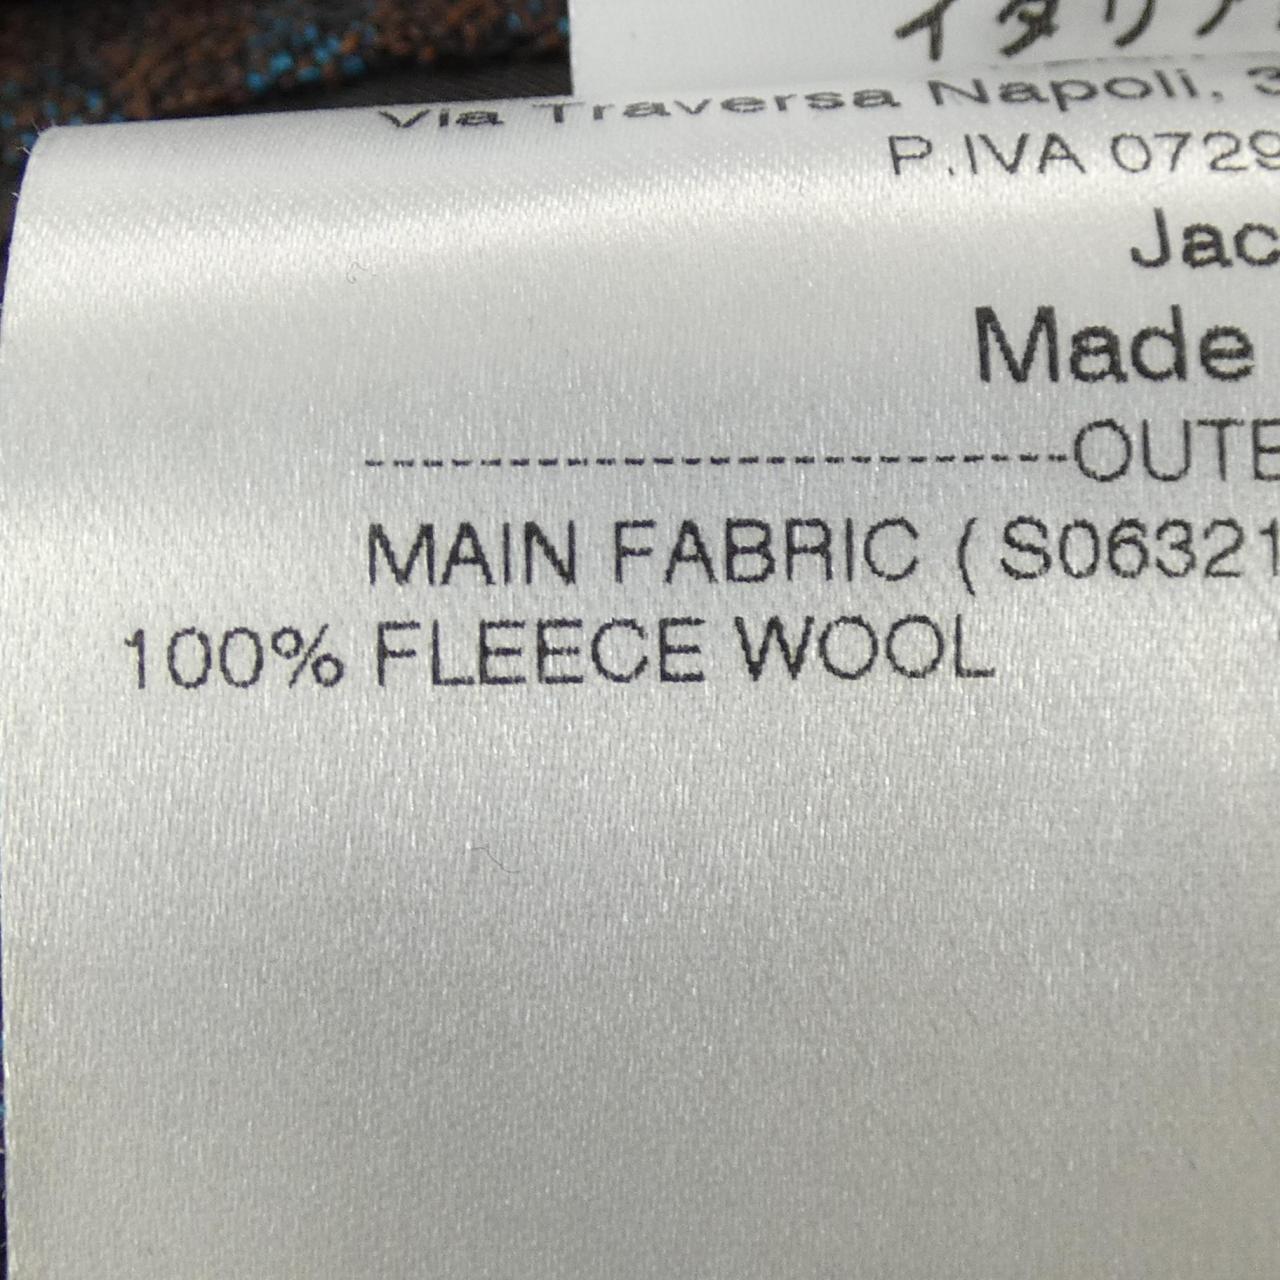 イタリア
Via Traversa Napoli, 3
P.IVA 0729
Jac
Made
---------------------------OUTE
MAIN FABRIC ( S06321
100% FLEECE WOOL